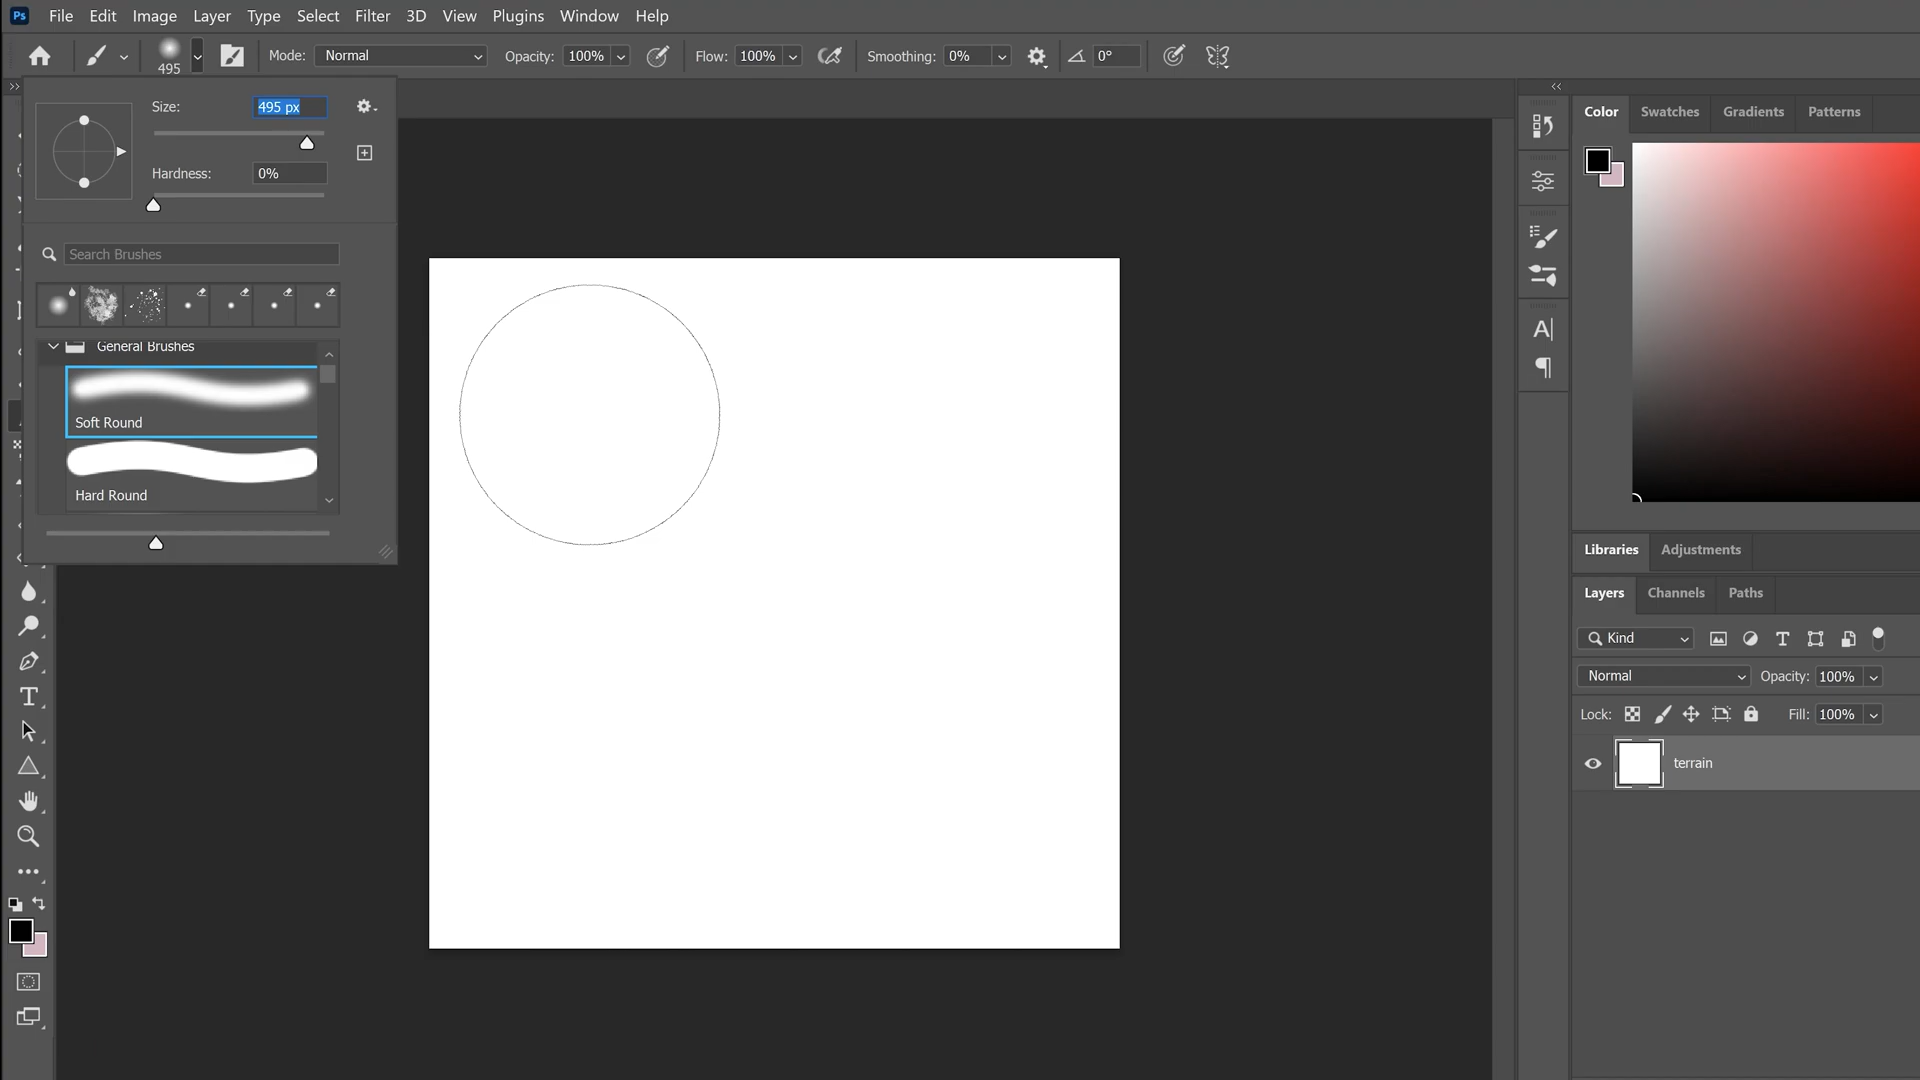 Ps File Edit Image Layer Type Select Filter 3D View Plugins Window Help
495 Mode: Normal Opacity: 100% Flow: 100% Smoothing: 0% 0°
Size: 495 px
Hardness: 0%
Search Brushes
General Brushes
Soft Round
Hard Round
Color Swatches Gradients Patterns
Libraries Adjustments
Layers Channels Paths
Kind
Normal Opacity: 100%
Lock: Fill: 100%
terrain